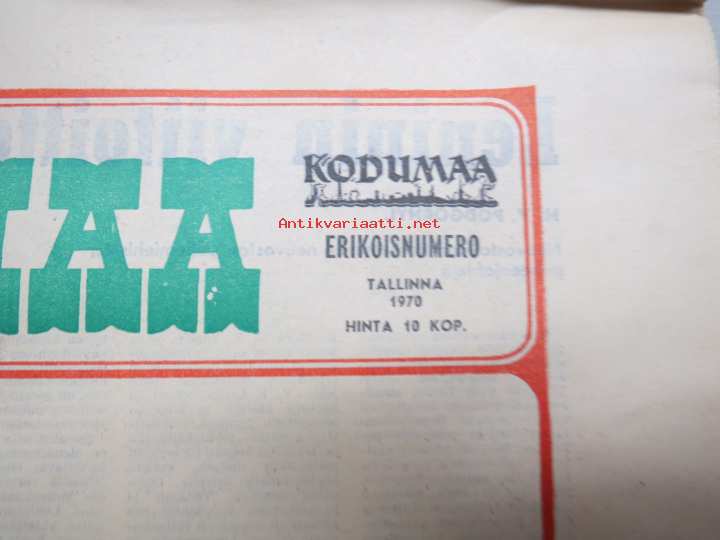 MAA
KODUMAA
Antikvariaatti.net
ERIKOISNUMERO
TALLINNA
1970
HINTA 10 KOP.